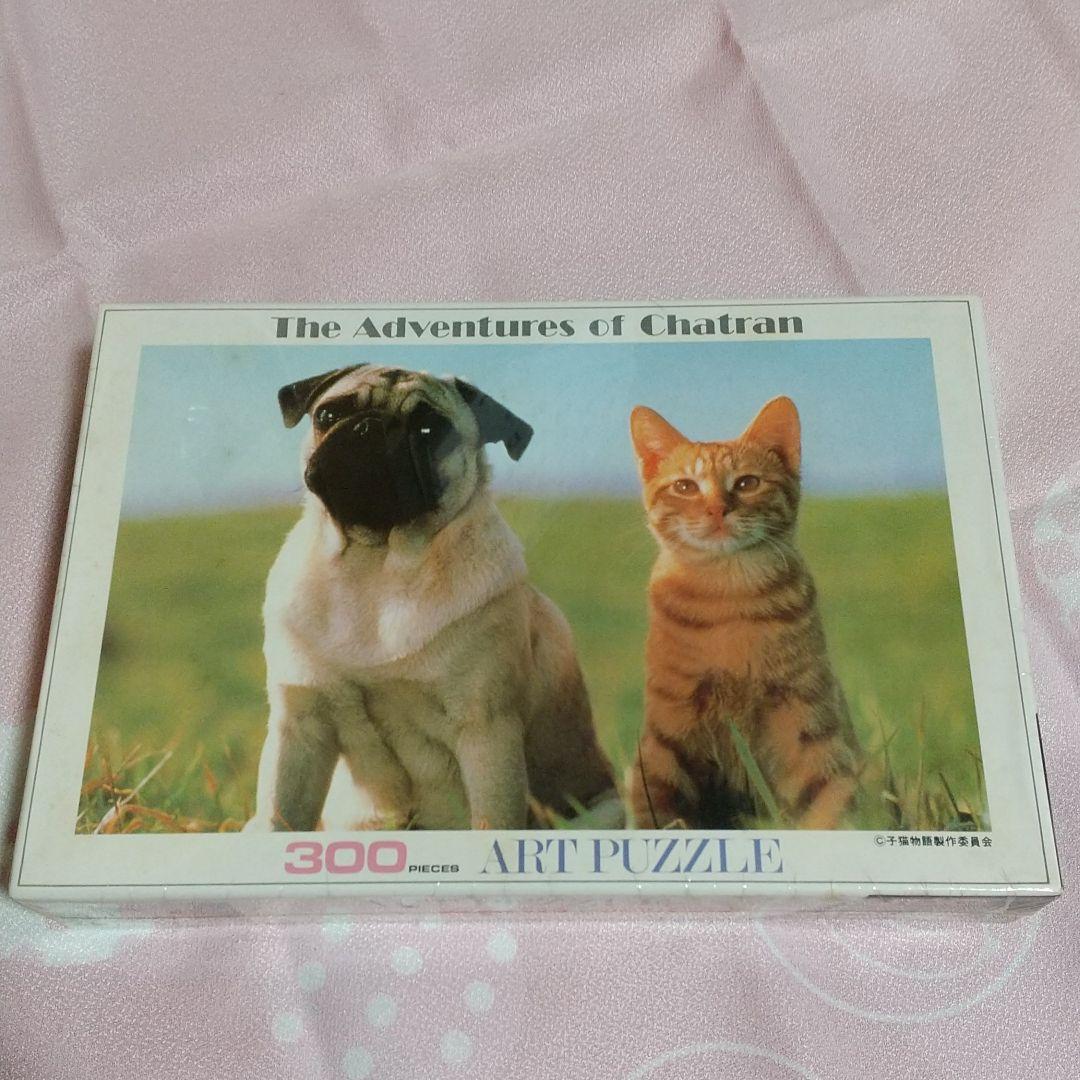 The Adventures of Chatran
©子猫物語製作委員会
300 PIECES ART PUZZLE